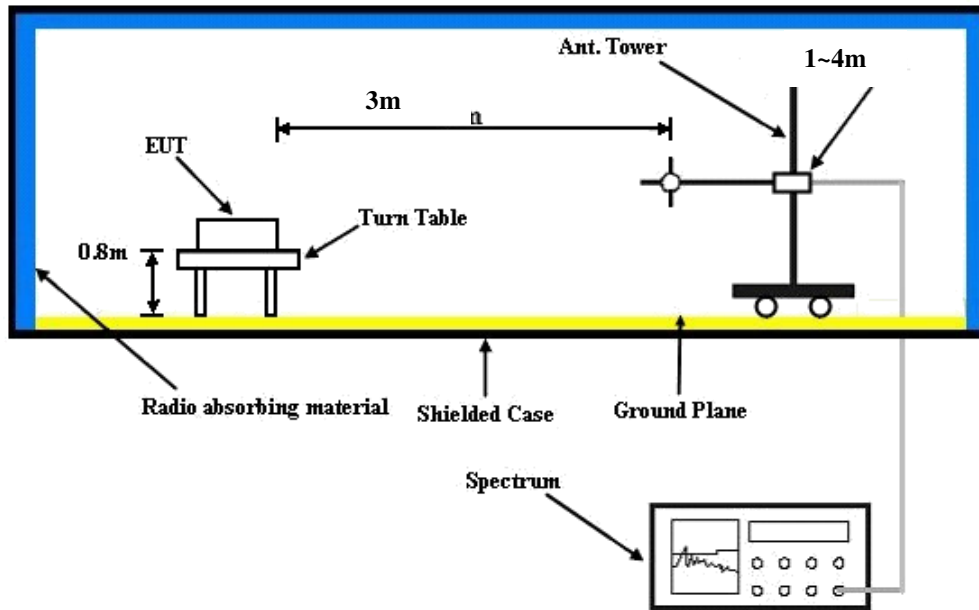 Ant. Tower
1~4m
3m
n
EUT
Turn Table
0.8m
Radio absorbing material
Shielded Case
Ground Plane
Spectrum